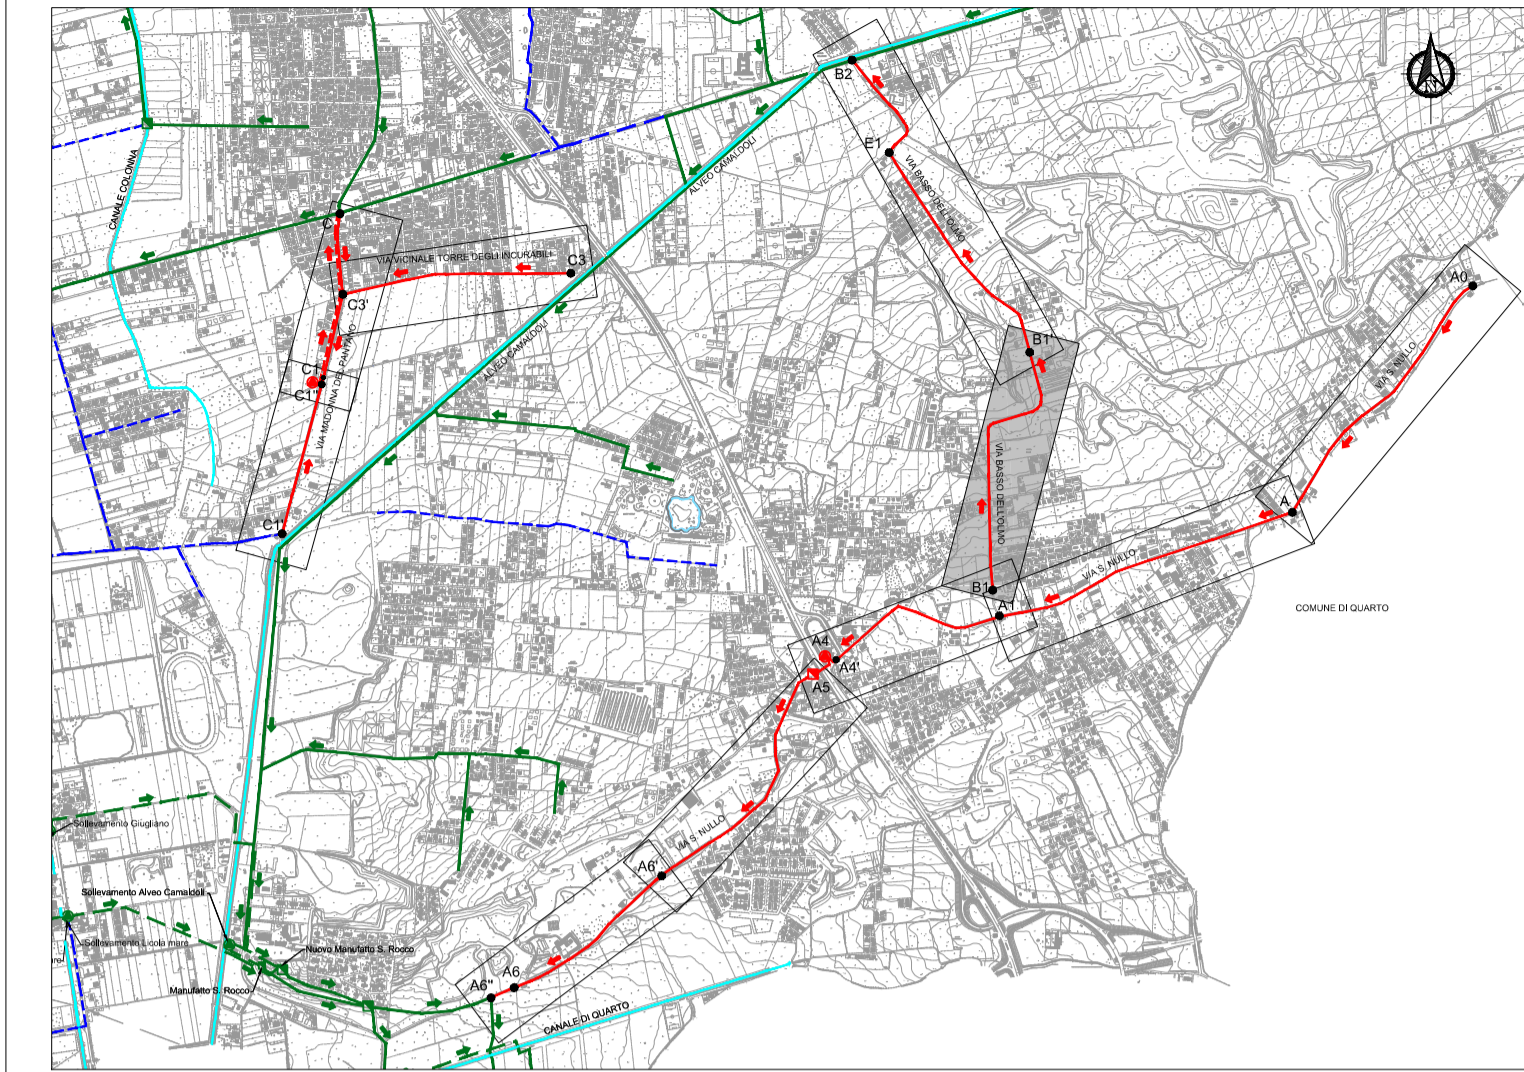 B2
E1
VIA BASSO DELL'OLMO
ALVEO CAMALDOLI
CANALE COLONNA
C
VIA VICINALE TORRE DEGLI INCURABILI
C3
C3'
A0
VIA S. NULLO
B1'
ALVEO CAMALDOLI
C1
C1"
VIA MADONNA DEL PANTANO
VIA BASSO DELL'OLMO
A
C1'
VIA S. NULLO
B1
A1
COMUNE DI QUARTO
A4
A4'
A5
Sollevamento Giugliano
VIA S. NULLO
A6'
Sollevamento Alveo Camaldoli
Sollevamento Licola mare
Nuovo Manufatto S. Rocco
Manufatto S. Rocco
A6
A6"
CANALE DI QUARTO